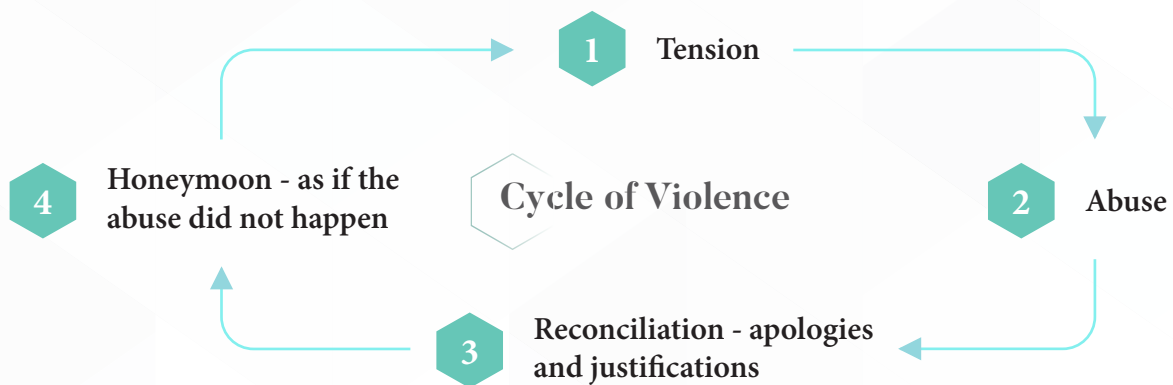 1 Tension
Cycle of Violence
2 Abuse
3 Reconciliation - apologies
and justifications
4 Honeymoon - as if the
abuse did not happen